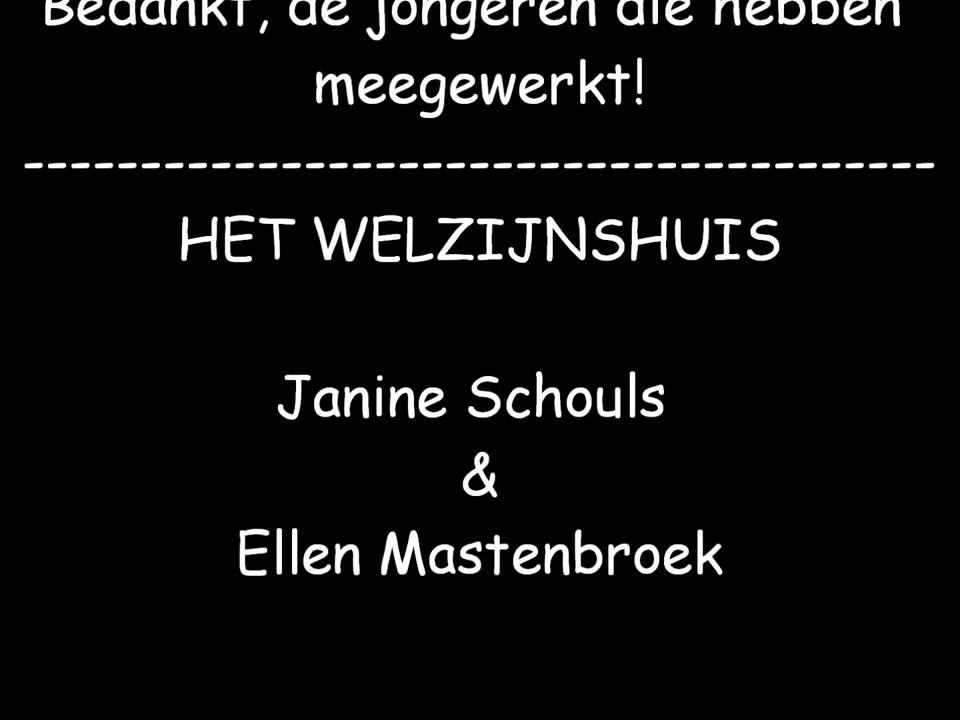 Bedankt, de jongeren die hebben
meegewerkt!
---------------------------------------
HET WELZIJNSHUIS
Janine Schouls
&
Ellen Mastenbroek